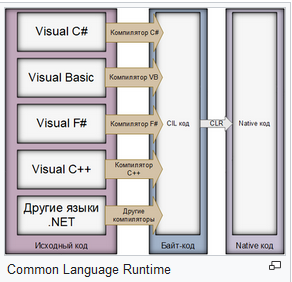 Visual C#
Компилятор C#
Visual Basic
Компилятор VB
Visual F#
Компилятор F#
CIL код
CLR
Native код
Visual C++
Компилятор
C++
Другие языки
.NET
Другие
компиляторы
Исходный код
Байт-код
Native код
Common Language Runtime